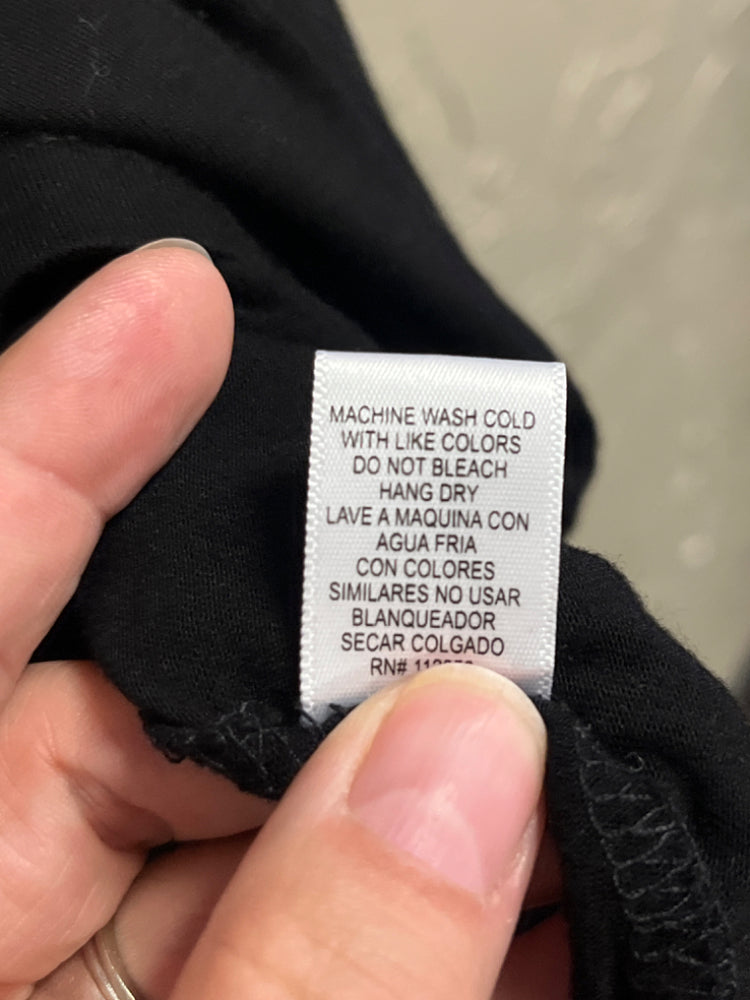 MACHINE WASH COLD
WITH LIKE COLORS
DO NOT BLEACH
HANG DRY
LAVE A MAQUINA CON
AGUA FRIA
CON COLORES
SIMILARES NO USAR
BLANQUEADOR
SECAR COLGADO
RN#